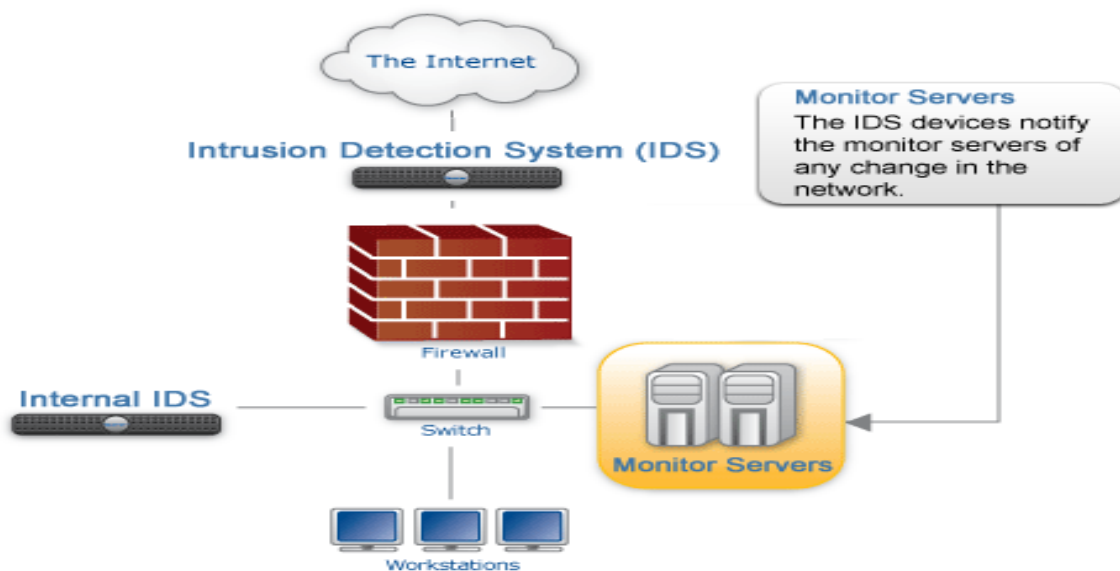 The Internet
Intrusion Detection System (IDS)
Monitor Servers
The IDS devices notify
the monitor servers of
any change in the
network.
Firewall
Internal IDS
Switch
Monitor Servers
Workstations